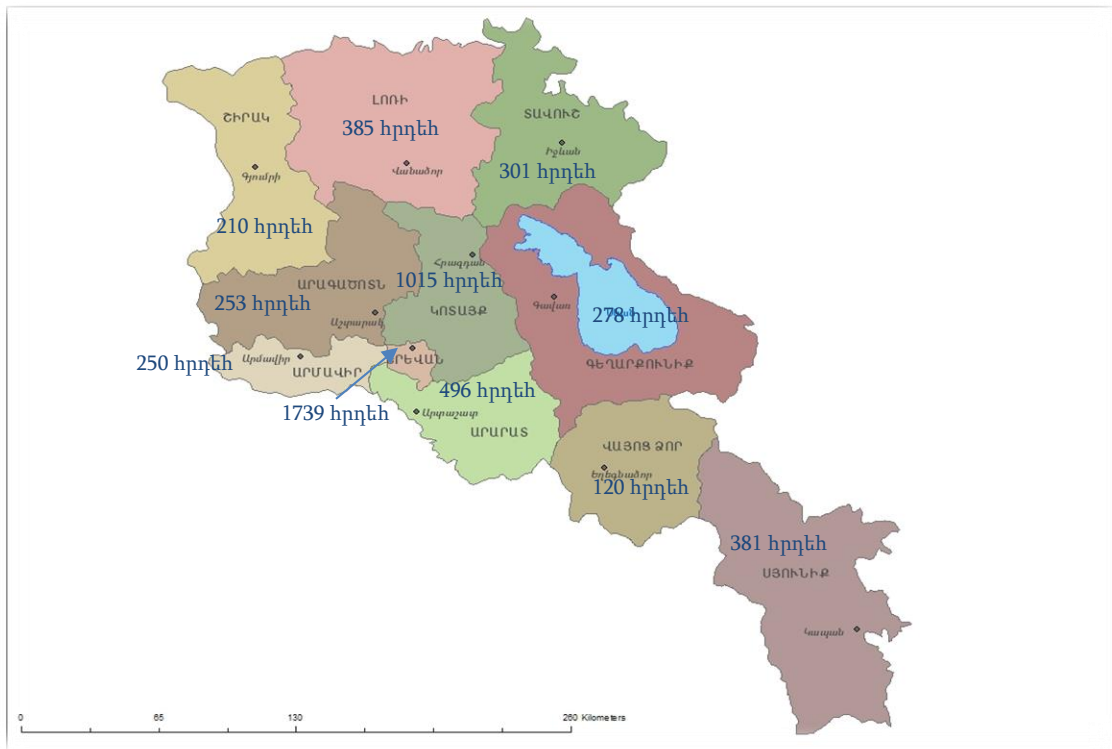 ՇԻՐԱԿ
Գյումրի
210 հրդեհ
ԼՈՌԻ
385 հրդեհ
Վանաձոր
ՏԱՎՈՒՇ
Իջևան
301 հրդեհ
ԱՐԱԳԱԾՈՏՆ
253 հրդեհ
Աշտարակ
Հրազդան
1015 հրդեհ
ԿՈՏԱՅՔ
Գավառ
278 հրդեհ
ԳԵՂԱՐՔՈՒՆԻՔ
250 հրդեհ
Արմավիր
ԱՐՄԱՎԻՐ
ԵՐԵՎԱՆ
1739 հրդեհ
496 հրդեհ
Արտաշատ
ԱՐԱՐԱՏ
ՎԱՅՈՑ ՁՈՐ
Եղեգնաձոր
120 հրդեհ
381 հրդեհ
ՍՅՈՒՆԻՔ
Կապան
0 65 130 260 Kilometers